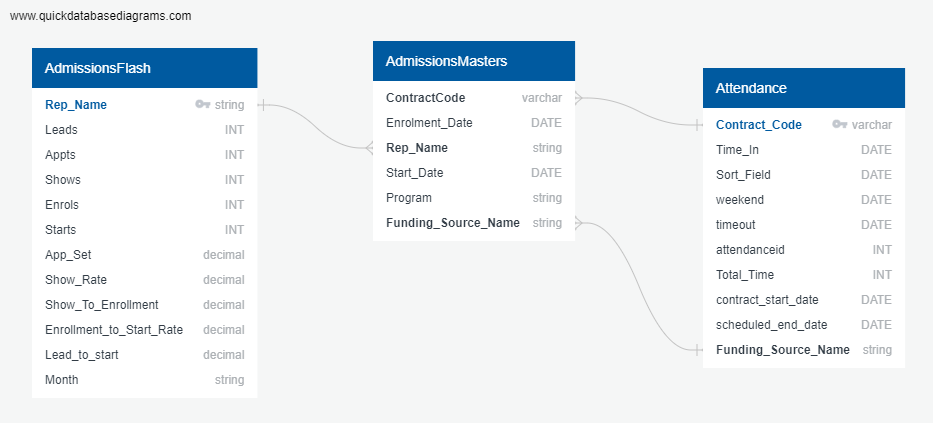 www.quickdatabasediagrams.com
AdmissionsFlash
Rep_Name string
Leads INT
Appts INT
Shows INT
Enrols INT
Starts INT
App_Set decimal
Show_Rate decimal
Show_To_Enrollment decimal
Enrollment_to_Start_Rate decimal
Lead_to_start decimal
Month string
AdmissionsMasters
ContractCode varchar
Enrolment_Date DATE
Rep_Name string
Start_Date DATE
Program string
Funding_Source_Name string
Attendance
Contract_Code varchar
Time_In DATE
Sort_Field DATE
weekend DATE
timeout DATE
attendanceid INT
Total_Time INT
contract_start_date DATE
scheduled_end_date DATE
Funding_Source_Name string